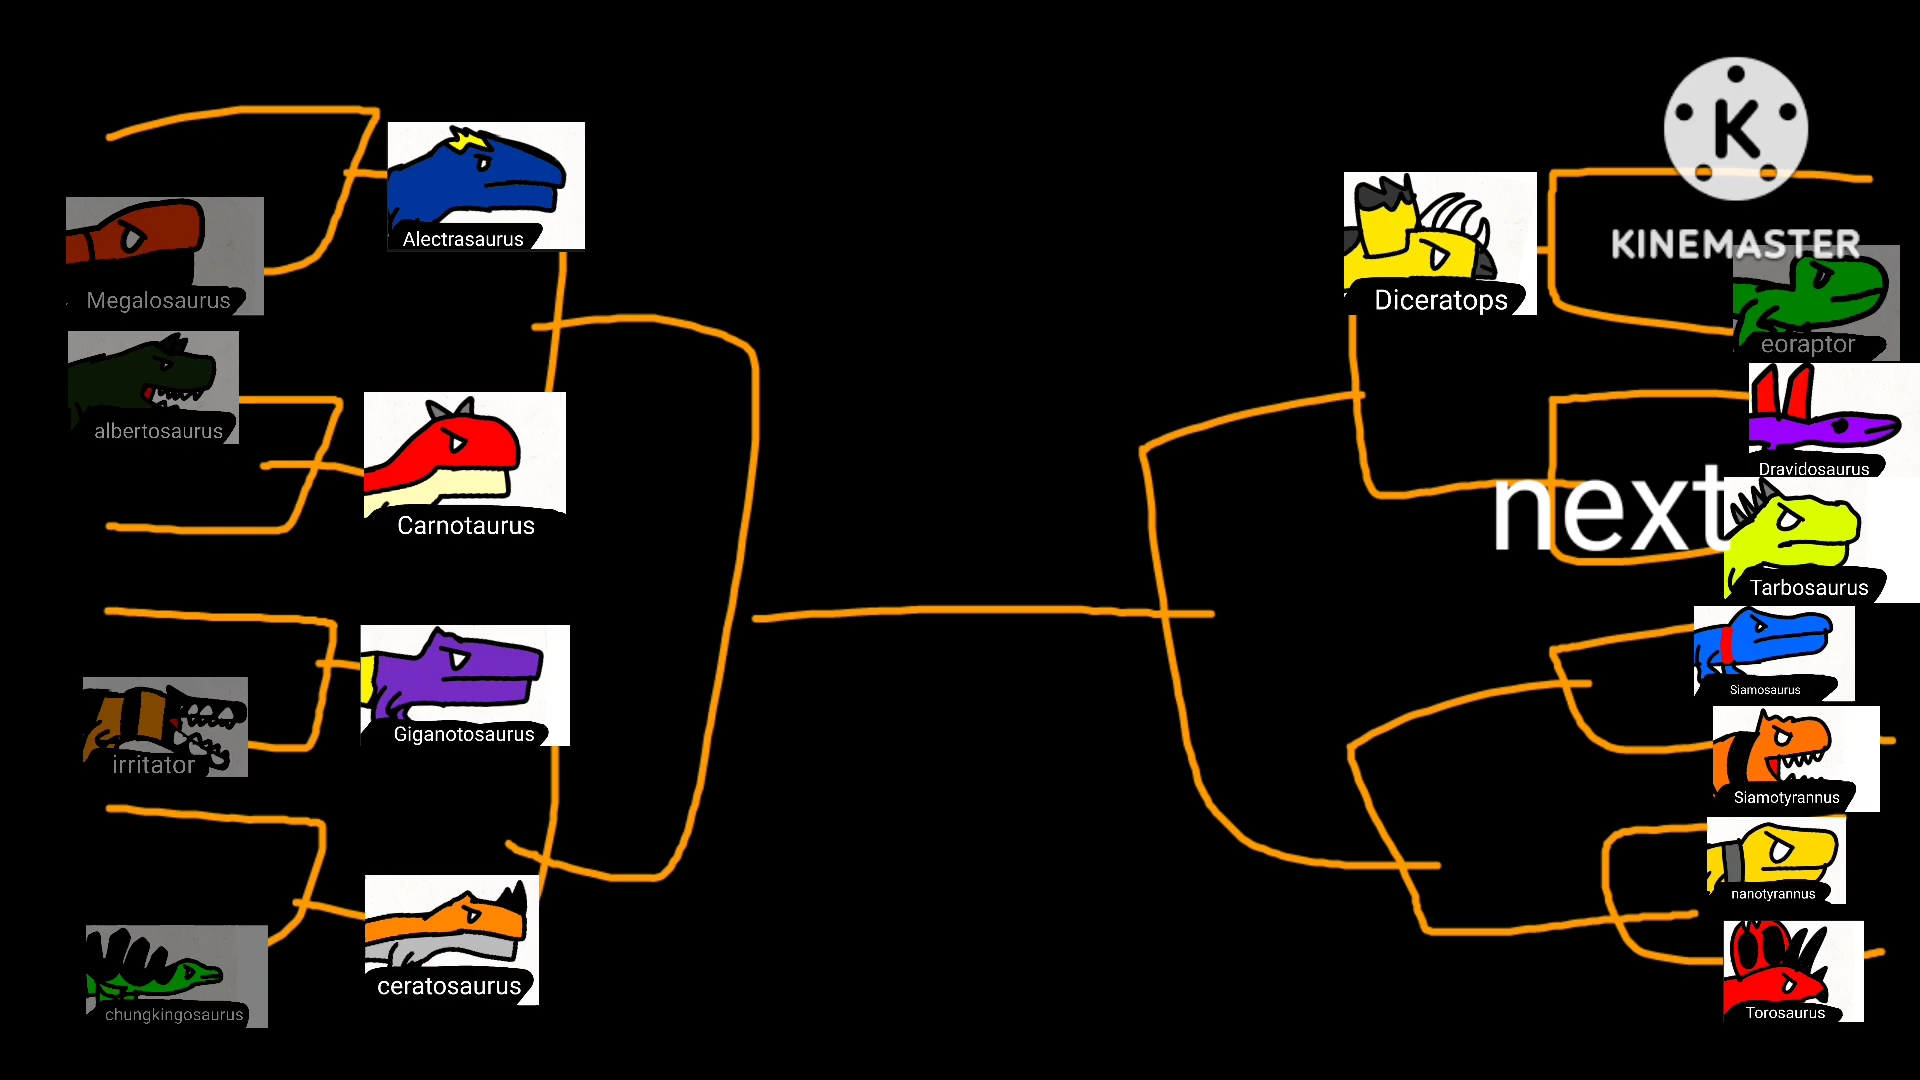 K
KINEMASTER
Alectrasaurus
Megalosaurus
albertosaurus
Carnotaurus
Giganotosaurus
irritator
ceratosaurus
chungkingosaurus
Diceratops
eoraptor
Dravidosaurus
next
Tarbosaurus
Siamosaurus
Siamotyrannus
nanotyrannus
Torosaurus